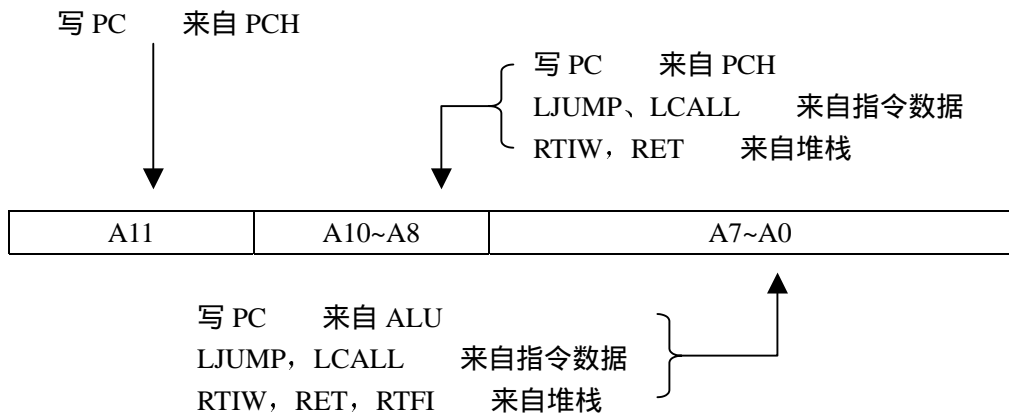 写 PC 来自 PCH
写 PC 来自 PCH
LJUMP、LCALL 来自指令数据
RTIW，RET 来自堆栈
A11 A10~A8 A7~A0
写 PC 来自 ALU
LJUMP，LCALL 来自指令数据
RTIW，RET，RTFI 来自堆栈